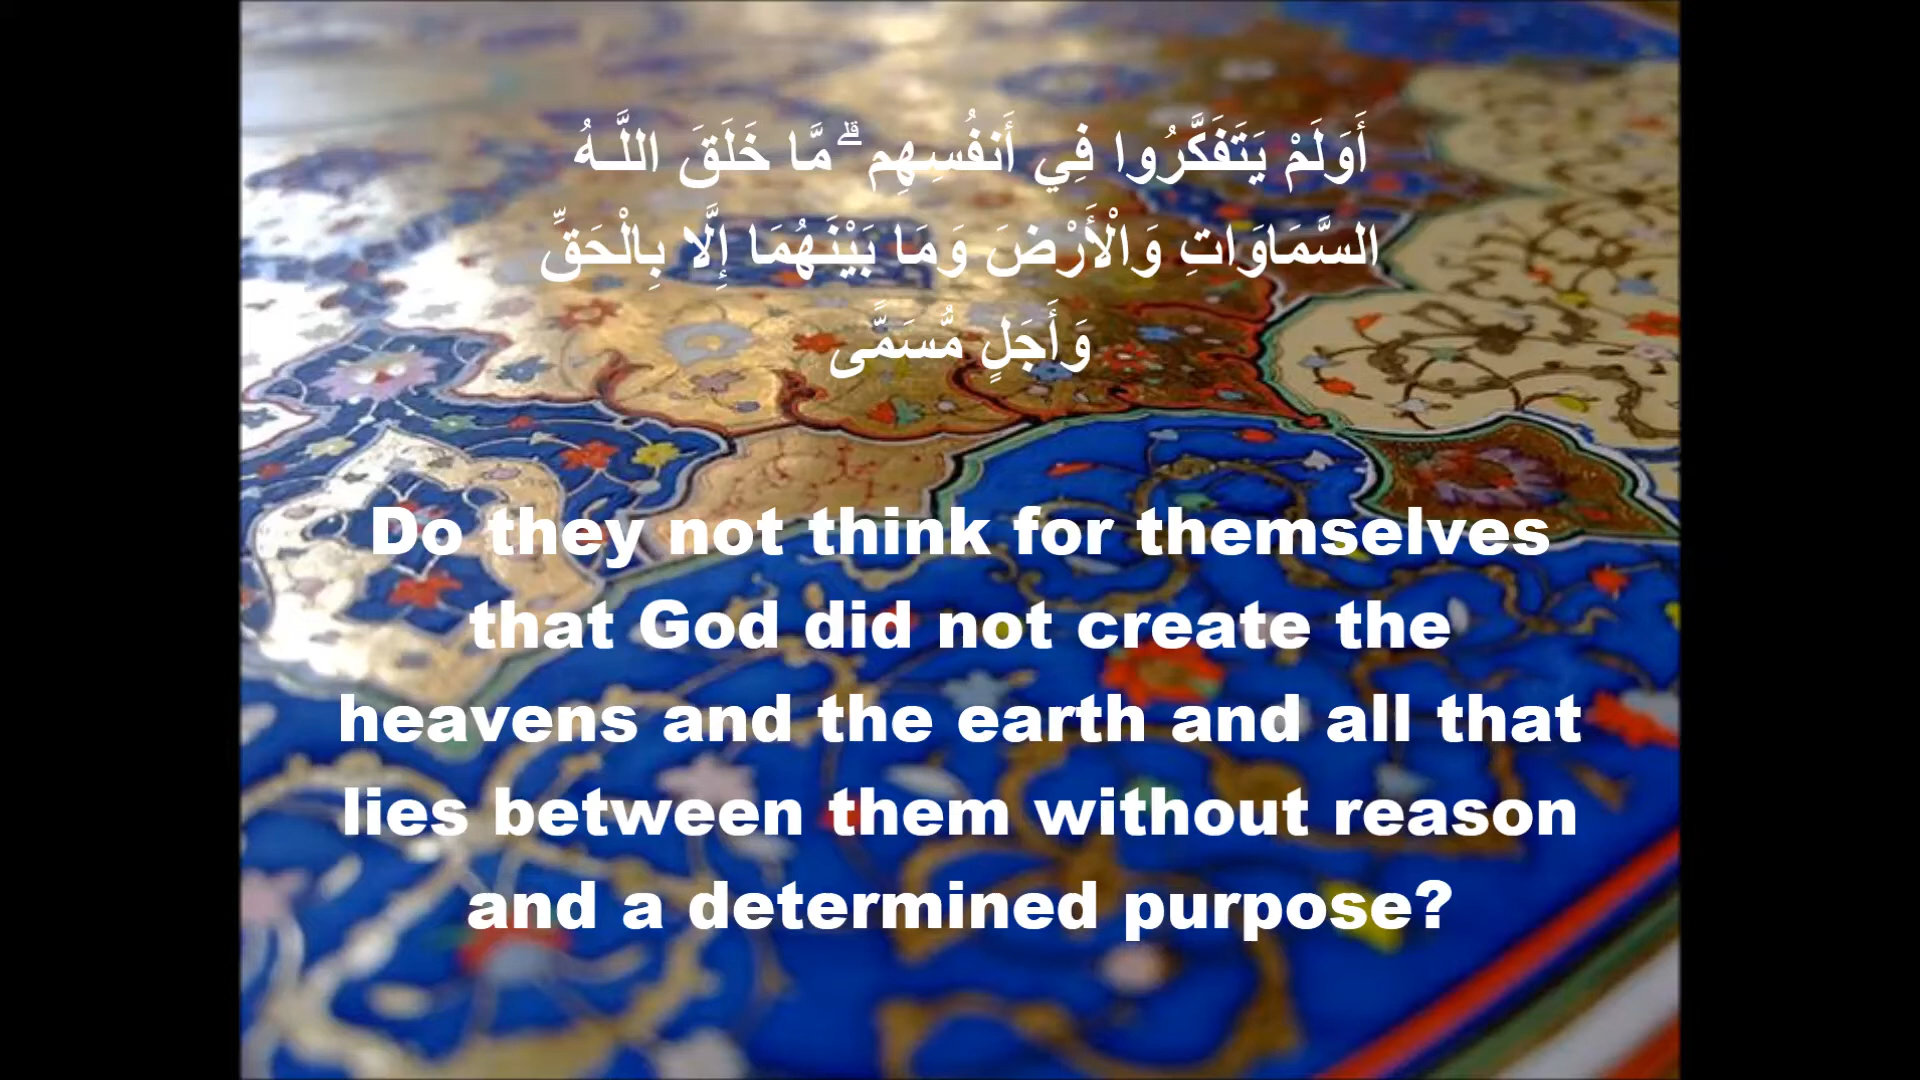 أَوَلَمْ يَتَفَكَّرُوا فِي أَنفُسِهِم ۗ مَّا خَلَقَ اللَّـهُ
السَّمَاوَاتِ وَالْأَرْضَ وَمَا بَيْنَهُمَا إِلَّا بِالْحَقِّ
وَأَجَلٍ مُّسَمًّى
Do they not think for themselves
that God did not create the
heavens and the earth and all that
lies between them without reason
and a determined purpose?